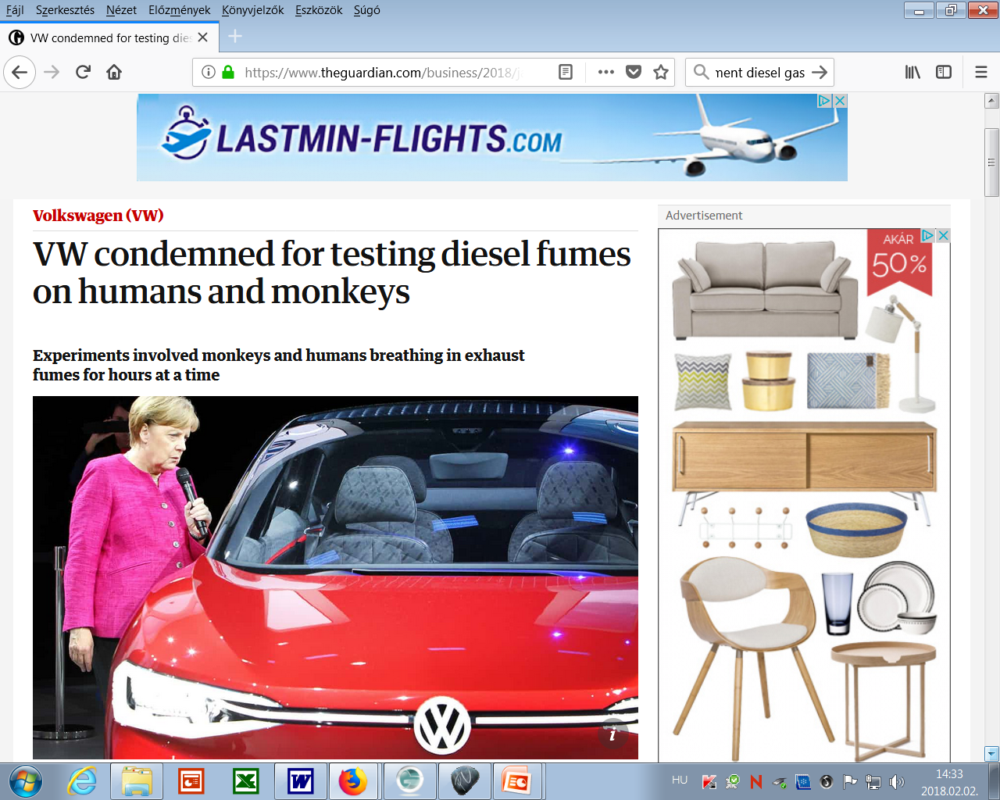 Fájl Szerkesztés Nézet Előzmények Könyvjelzők Eszközök Súgó
VW condemned for testing dies
https://www.theguardian.com/business/2018/j
ment diesel gas
LASTMIN-FLIGHTS.COM
Volkswagen (VW)
VW condemned for testing diesel fumes
on humans and monkeys
Experiments involved monkeys and humans breathing in exhaust
fumes for hours at a time
Advertisement
AKÁR
50%
HU
14:33
2018.02.02.